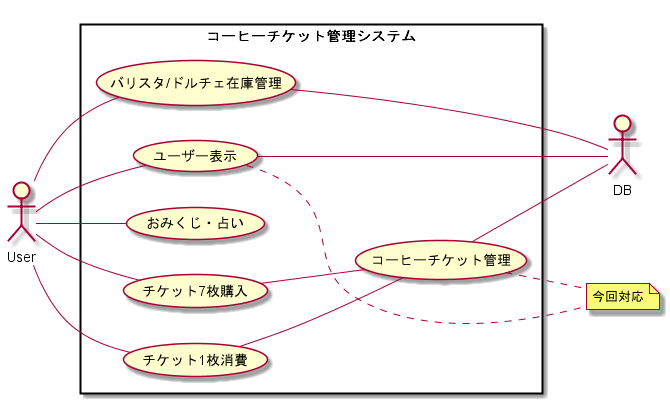 コーヒーチケット管理システム
バリスタ/ドルチェ在庫管理
ユーザー表示
おみくじ・占い
コーヒーチケット管理
チケット7枚購入
チケット1枚消費
User
DB
今回対応